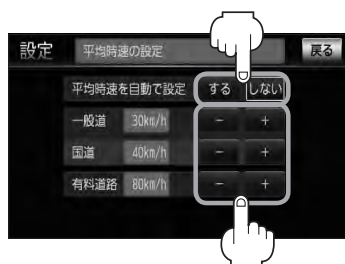 設定 平均時速の設定 戻る
平均時速を自動で設定 する しない
一般道 30km/h － ＋
国道 40km/h － ＋
有料道路 80km/h － ＋